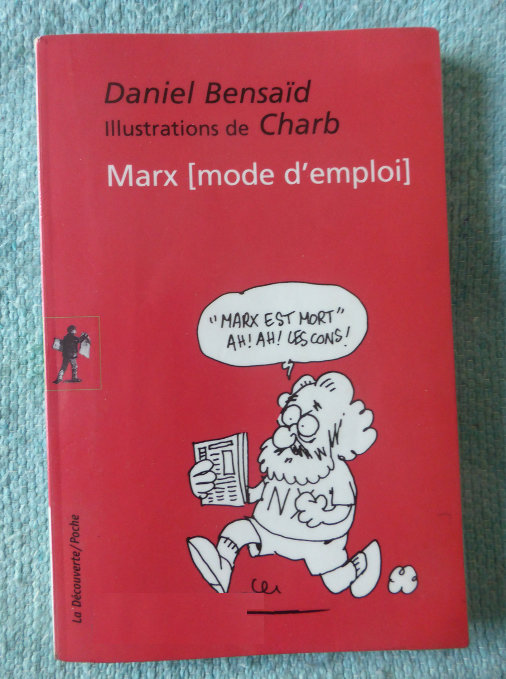 Daniel Bensaïd
Illustrations de Charb
Marx [mode d'emploi]
"MARX EST MORT"
AH! AH! LES CONS!
N
La Découverte/Poche